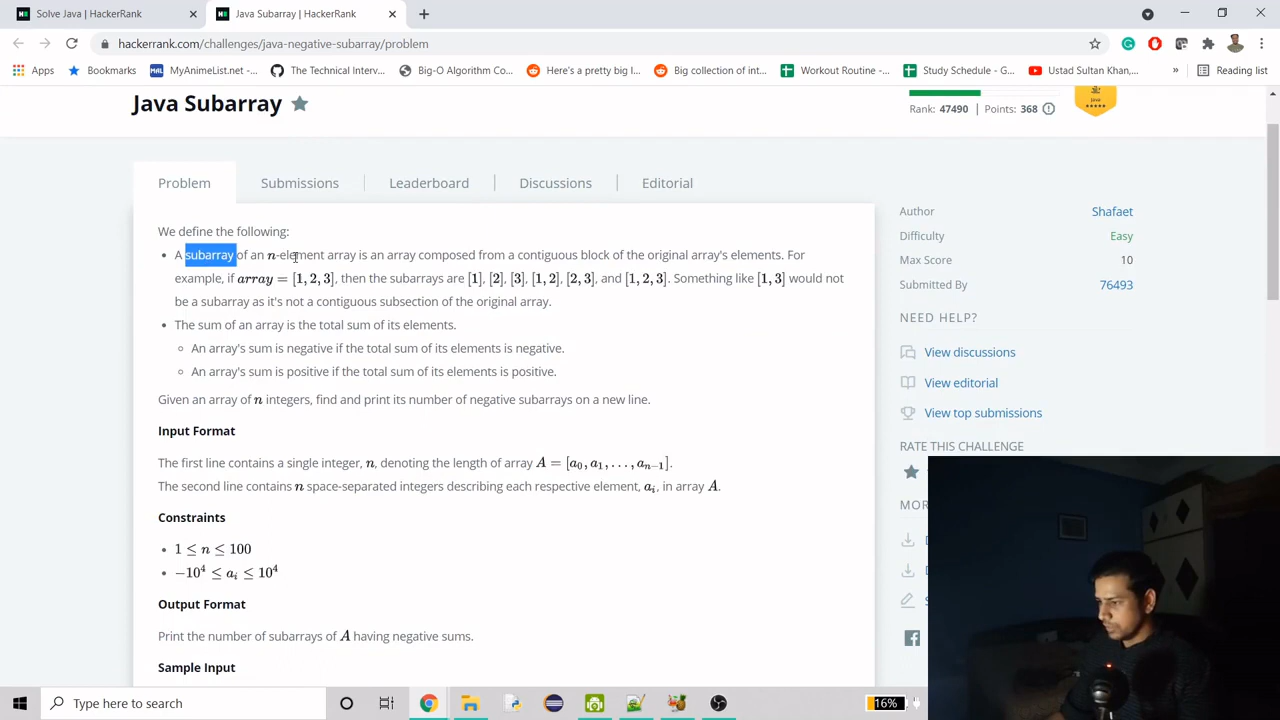 Solve Java | HackerRank
Java Subarray | HackerRank
hackerrank.com/challenges/java-negative-subarray/problem
Apps
Bookmarks
MyAnimeList.net -...
The Technical Interv...
Big-O Algorithm Co...
Here's a pretty big l...
Big collection of int...
Workout Routine -...
Study Schedule - G...
Ustad Sultan Khan,...
»
Reading list
Java Subarray
Rank: 47490 | Points: 368
Java
Problem
Submissions
Leaderboard
Discussions
Editorial
We define the following:
• A subarray of an n-element array is an array composed from a contiguous block of the original array's elements. For
example, if array = [1, 2, 3], then the subarrays are [1], [2], [3], [1, 2], [2, 3], and [1, 2, 3]. Something like [1, 3] would not
be a subarray as it's not a contiguous subsection of the original array.
• The sum of an array is the total sum of its elements.
◦ An array's sum is negative if the total sum of its elements is negative.
◦ An array's sum is positive if the total sum of its elements is positive.
Given an array of n integers, find and print its number of negative subarrays on a new line.
Input Format
The first line contains a single integer, n, denoting the length of array A = [a₀, a₁, . . . , aₙ₋₁].
The second line contains n space-separated integers describing each respective element, aᵢ, in array A.
Constraints
• 1 ≤ n ≤ 100
• −10⁴ ≤ aᵢ ≤ 10⁴
Output Format
Print the number of subarrays of A having negative sums.
Sample Input
Author Shafaet
Difficulty Easy
Max Score 10
Submitted By 76493
NEED HELP?
View discussions
View editorial
View top submissions
RATE THIS CHALLENGE
MOR
Type here to search
16%